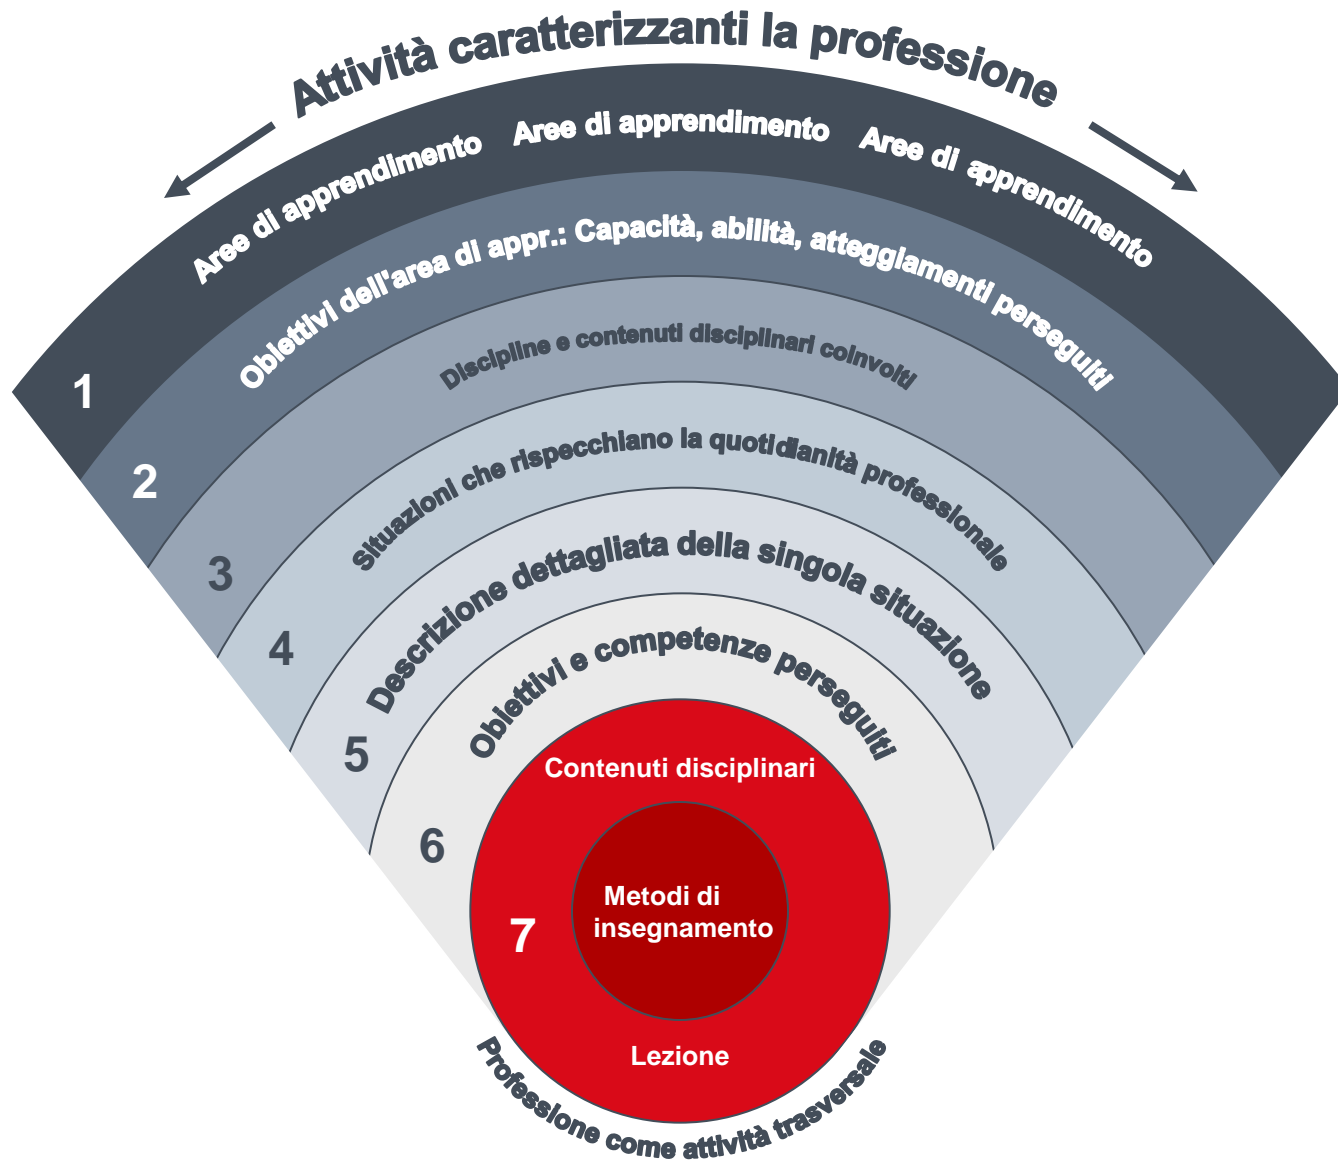 Attività caratterizzanti la professione
Aree di apprendimento
Aree di apprendimento
Aree di apprendimento
1
Obiettivi dell'area di appr.: Capacità, abilità, atteggiamenti perseguiti
2
Discipline e contenuti disciplinari coinvolti
3
Situazioni che rispecchiano la quotidianità professionale
4
Descrizione dettagliata della singola situazione
5
Obiettivi e competenze perseguiti
6
Contenuti disciplinari
Metodi di
insegnamento
7
Lezione
Professione come attività trasversale